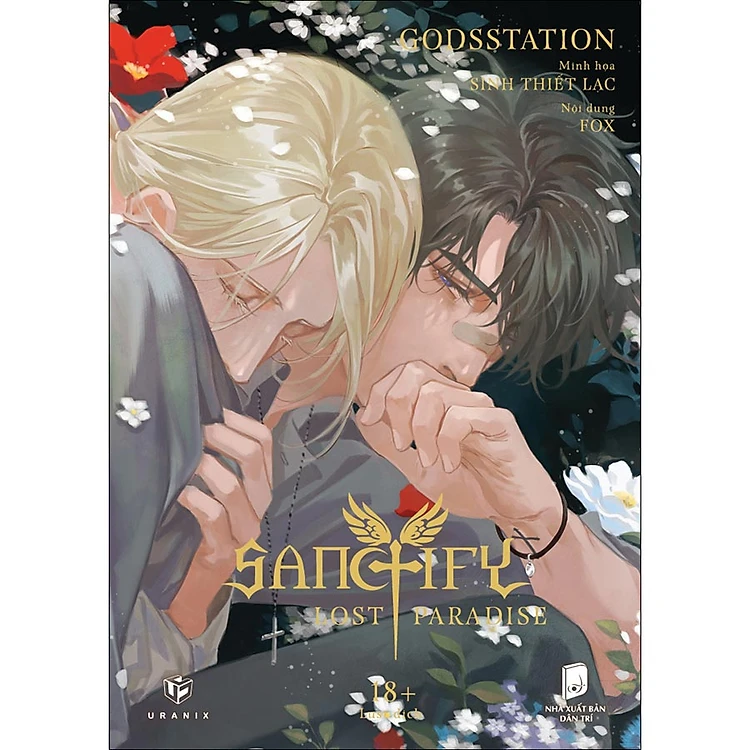 GODSSTATION
Minh họa
SINH THIẾT LẠC
Nội dung
FOX
SANCTIFY
LOST PARADISE
18+
dịch
URANIX
NHÀ XUẤT BẢN
DÂN TRÍ